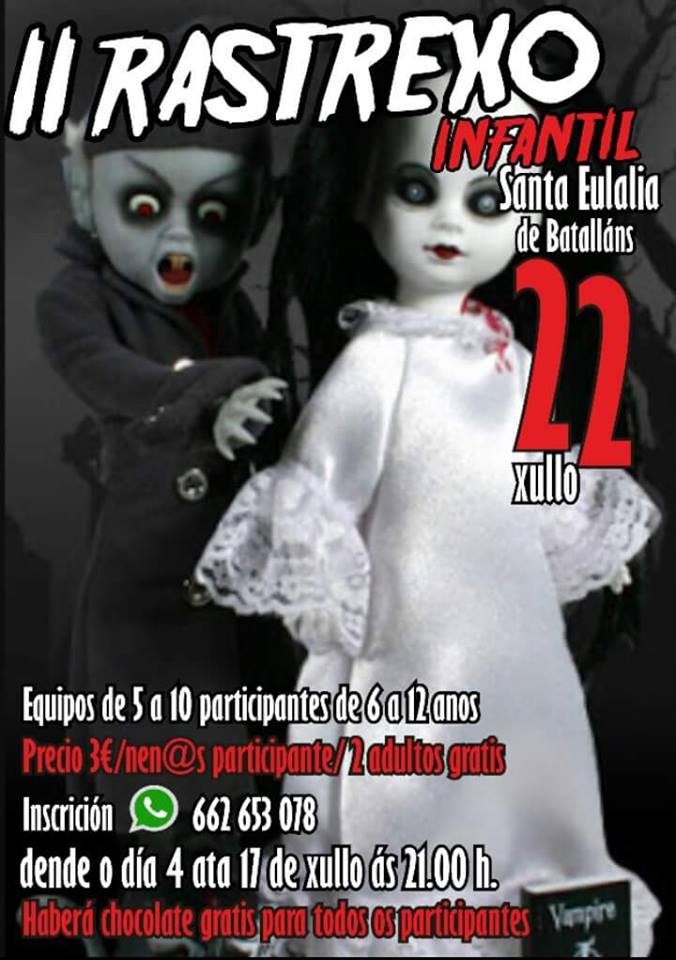 II RASTREXO
INFANTIL
Santa Eulalia
de Batalláns
22
xullo
Equipos de 5 a 10 participantes de 6 a 12 anos
Precio 3€/nen@s participante/ 2 adultos gratis
Inscrición 662 653 078
dende o día 4 ata 17 de xullo ás 21.00 h.
Haberá chocolate gratis para todos os participantes
Vampire